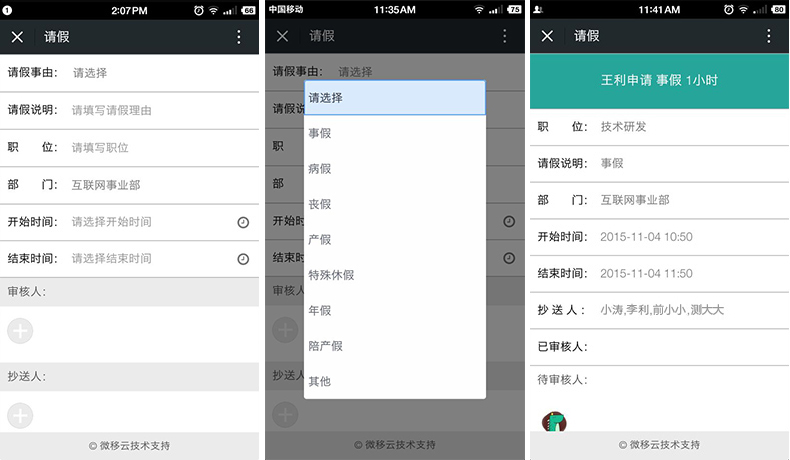 1 2:07PM 66
请假
请假事由： 请选择
请假说明： 请填写请假理由
职 位： 请填写职位
部 门： 互联网事业部
开始时间： 请选择开始时间
结束时间： 请选择结束时间
审核人：
抄送人：
© 微移云技术支持
中国移动 11:35AM 75
请假
请假事由： 请选择
请假说
职
部
开始时
结束时
审核人
抄送人：
请选择
事假
病假
丧假
产假
特殊休假
年假
陪产假
其他
© 微移云技术支持
11:41AM 80
请假
王利申请 事假 1小时
职 位： 技术研发
请假说明： 事假
部 门： 互联网事业部
开始时间： 2015-11-04 10:50
结束时间： 2015-11-04 11:50
抄 送 人： 小涛,李利,前小小,测大大
已审核人：
待审核人：
© 微移云技术支持